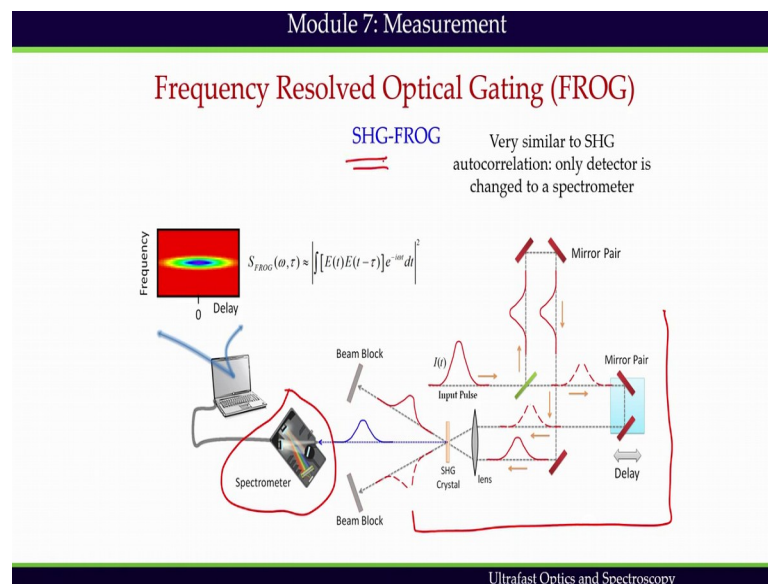 Module 7: Measurement
Frequency Resolved Optical Gating (FROG)
SHG-FROG
Very similar to SHG
autocorrelation: only detector is
changed to a spectrometer
Frequency
0
Delay
S_FROG(ω,τ) ≈ |∫[E(t)E(t−τ)]e^{−iωt}dt|^2
Mirror Pair
Beam Block
I(t)
Input Pulse
Mirror Pair
SHG
Crystal
lens
Delay
Spectrometer
Beam Block
Ultrafast Optics and Spectroscopy